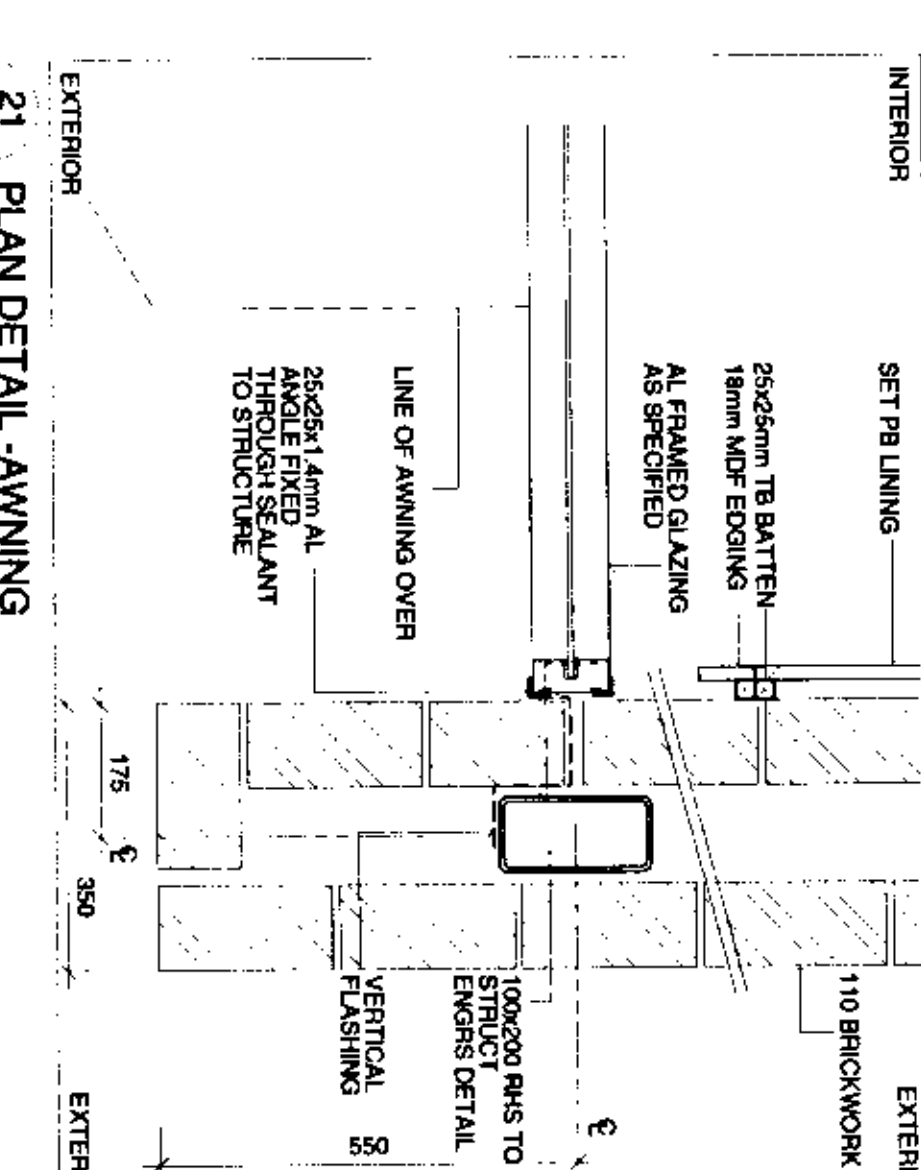 INTERIOR
EXTERIOR
SET PB LINING
25x25mm TB BATTEN
18mm MDF EDGING
AL FRAMED GLAZING
AS SPECIFIED
LINE OF AWNING OVER
25x25x1.4mm AL
ANGLE FIXED
THROUGH SEALANT
TO STRUCTURE
110 BRICKWORK
100x200 RHS TO
STRUCT
ENGRS DETAIL
VERTICAL
FLASHING
175
350
550
EXTER
EXTER
21 PLAN DETAIL -AWNING